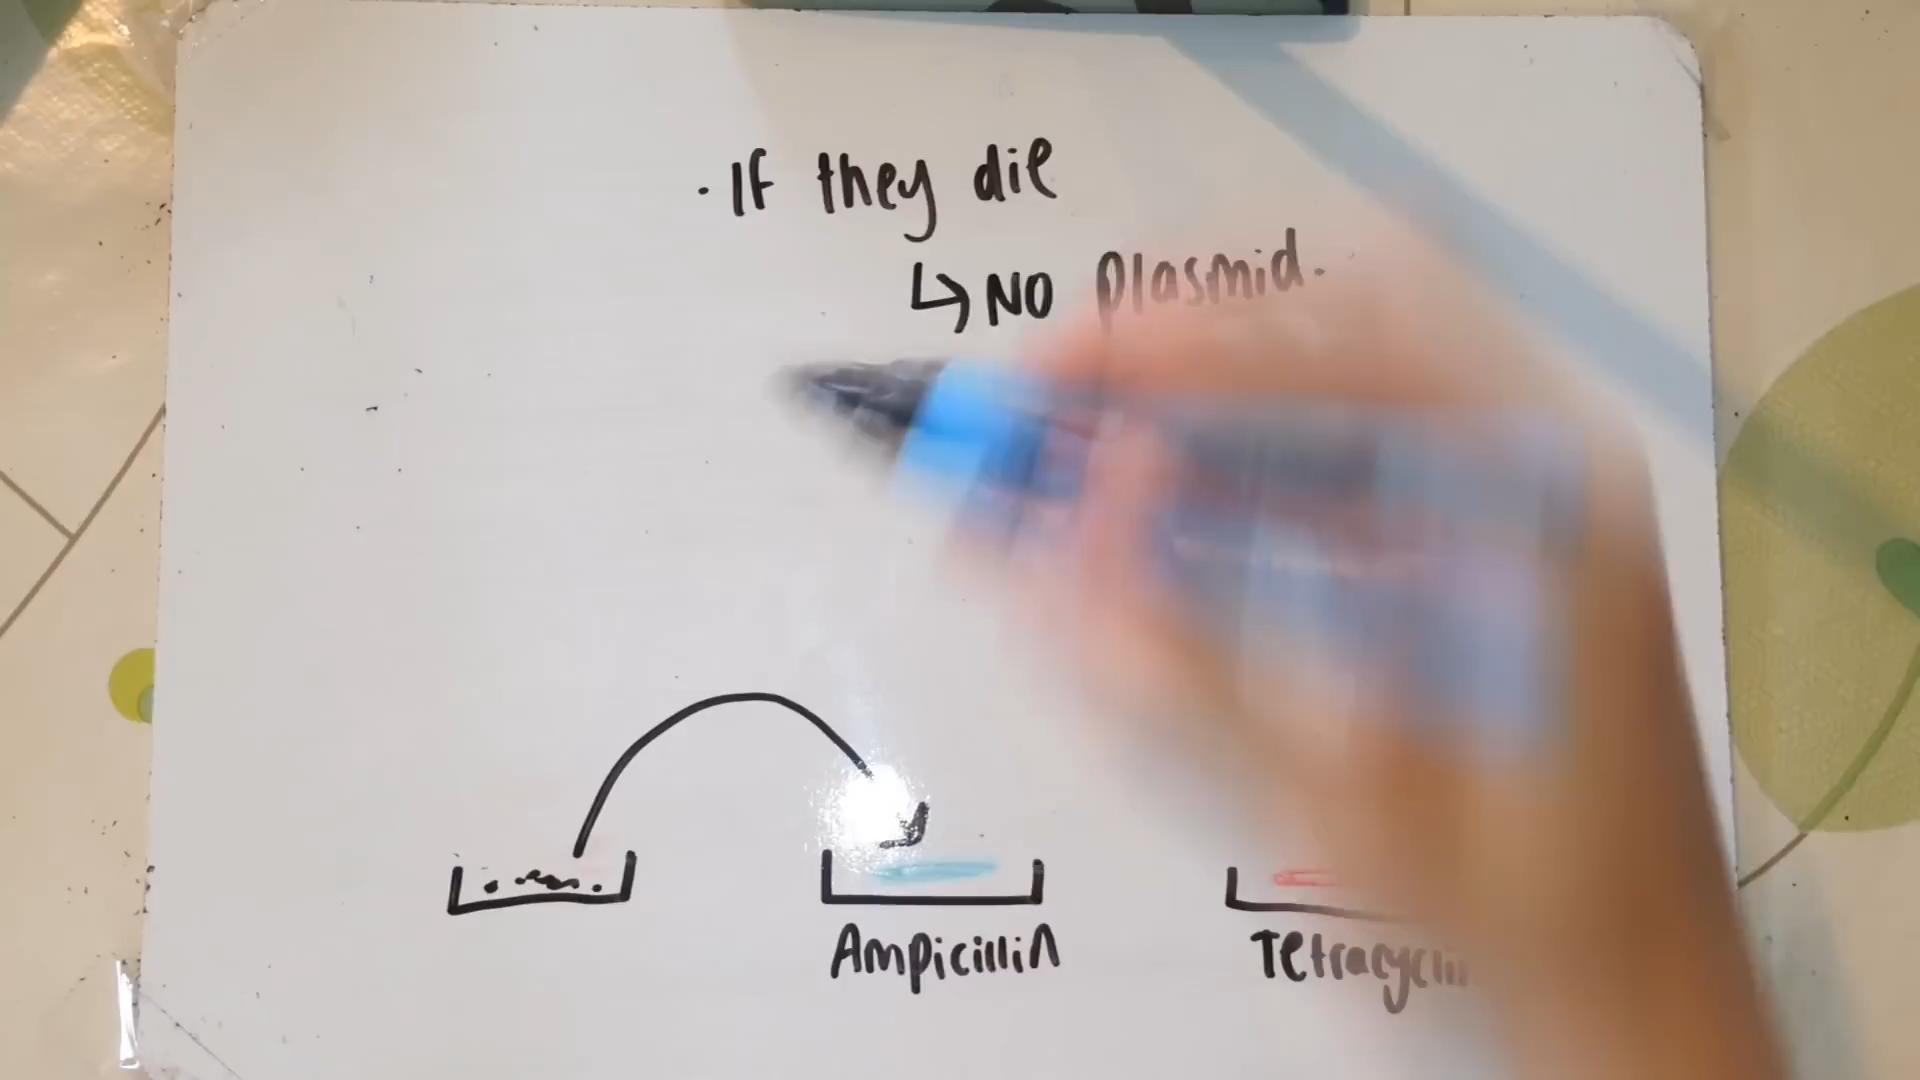 · If they die
↳ NO plasmid.
Ampicillin